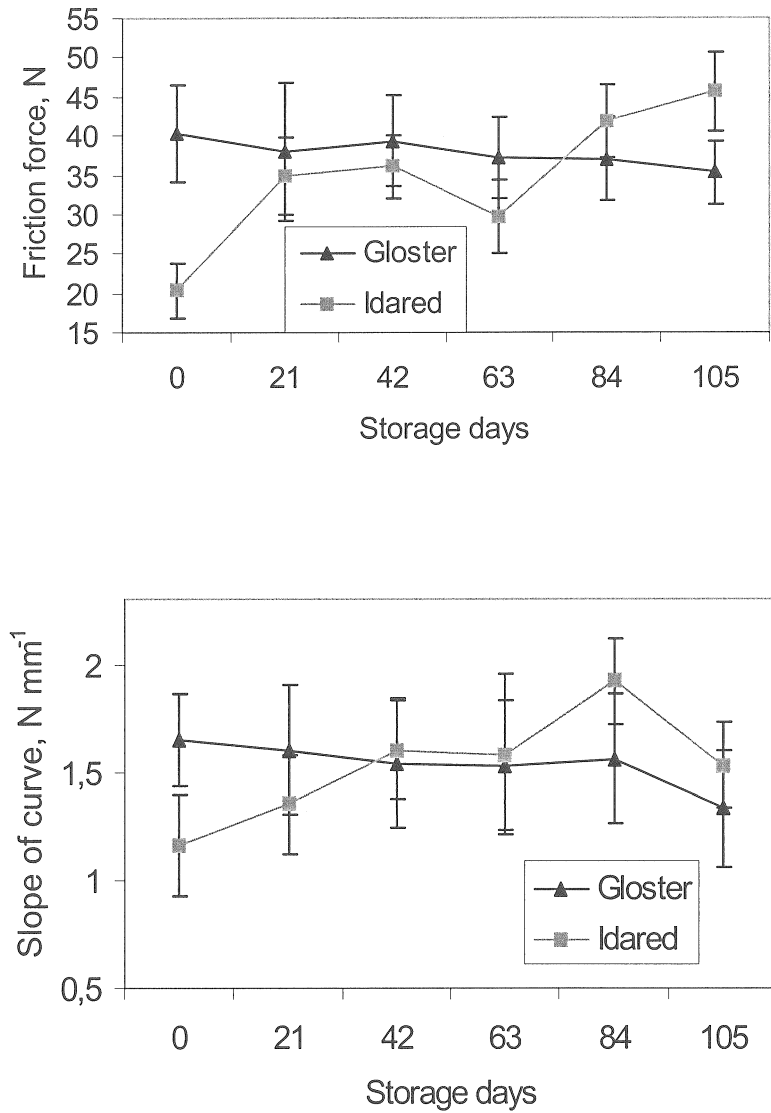 Friction force, N
55
50
45
40
35
30
25
20
15
Gloster
Idared
0 21 42 63 84 105
Storage days
Slope of curve, N mm-1
2
1,5
1
0,5
Gloster
Idared
0 21 42 63 84 105
Storage days